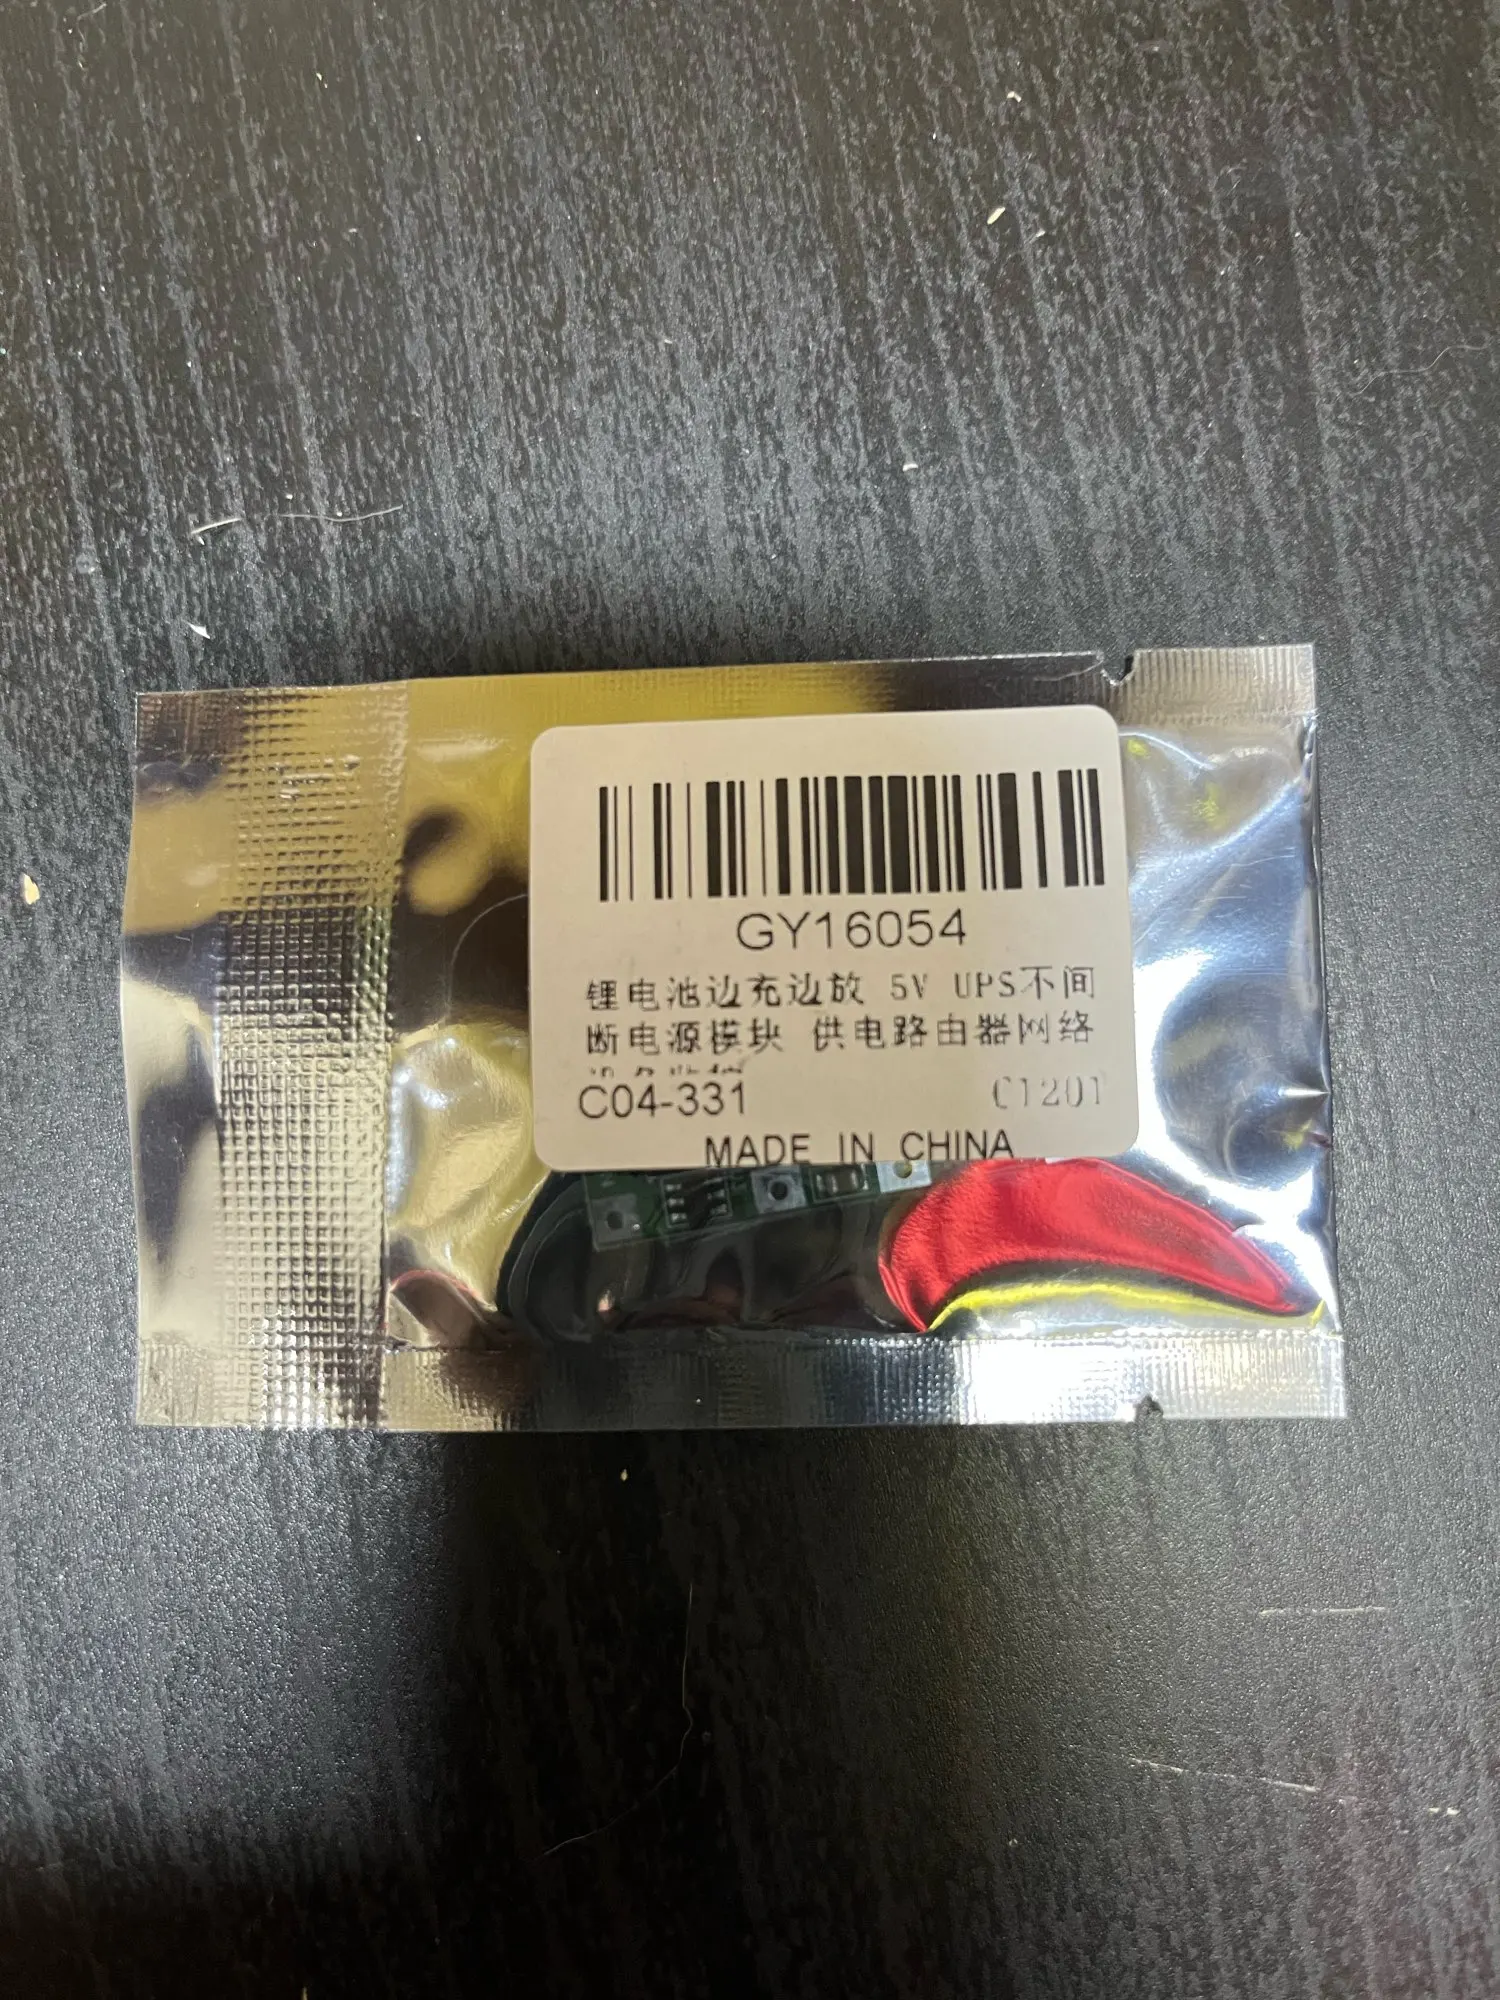 GY16054
锂电池边充边放 5V UPS不间
断电源模块 供电路由器网络
C04-331 C1201
MADE IN CHINA